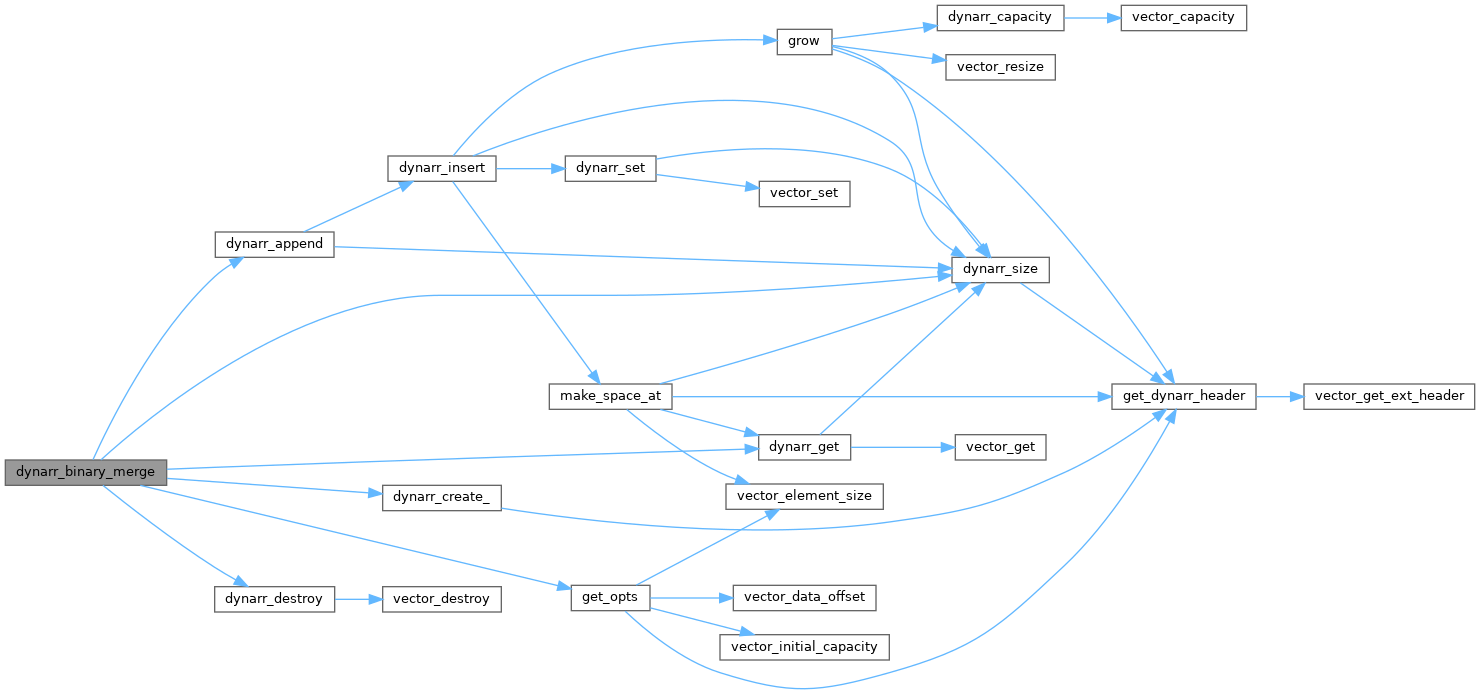 dynarr_capacity
vector_capacity
grow
vector_resize
dynarr_insert
dynarr_set
vector_set
dynarr_append
dynarr_size
get_dynarr_header
vector_get_ext_header
make_space_at
dynarr_get
vector_get
dynarr_binary_merge
dynarr_create_
vector_element_size
dynarr_destroy
vector_destroy
get_opts
vector_data_offset
vector_initial_capacity